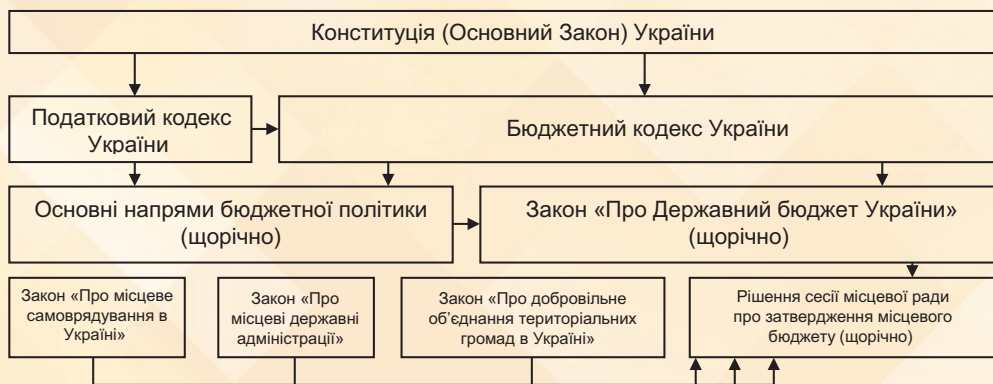 Конституція (Основний Закон) України
Податковий кодекс
України
Бюджетний кодекс України
Основні напрями бюджетної політики
(щорічно)
Закон «Про Державний бюджет України»
(щорічно)
Закон «Про місцеве
самоврядування в
Україні»
Закон «Про
місцеві державні
адміністрації»
Закон «Про добровільне
об’єднання територіальних
громад в Україні»
Рішення сесії місцевої ради
про затвердження місцевого
бюджету (щорічно)